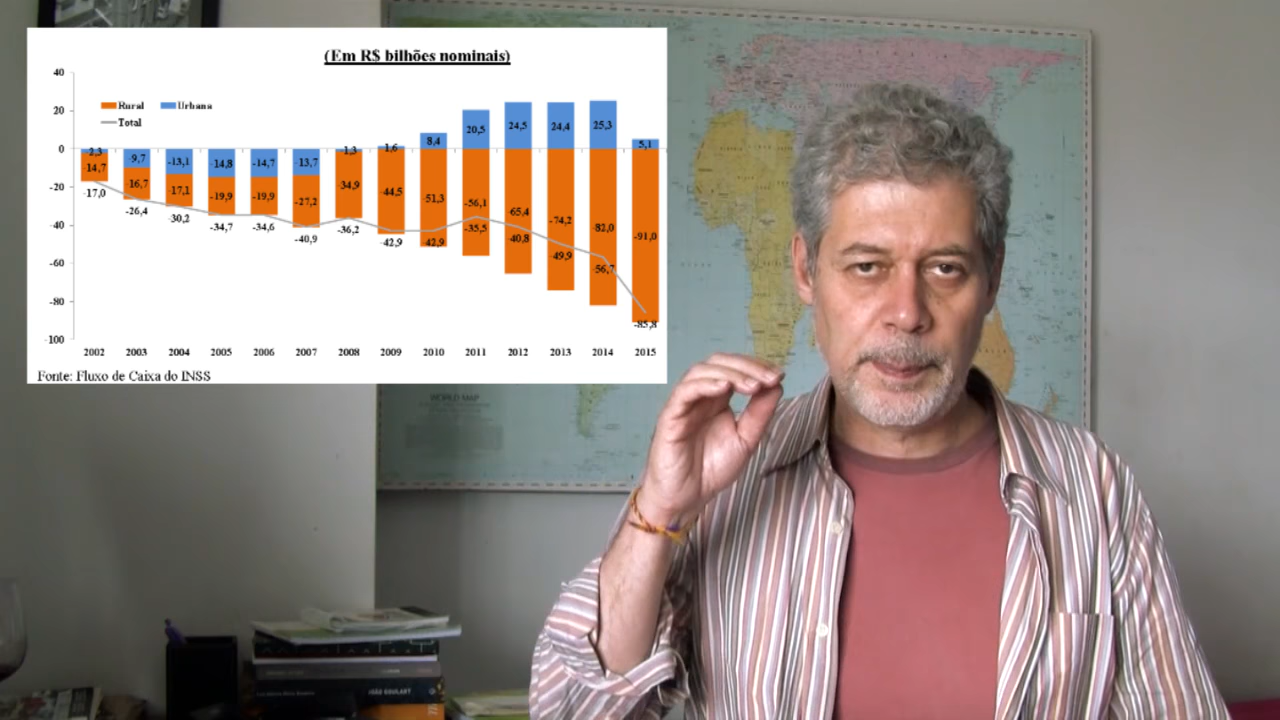 (Em R$ bilhões nominais)
40
20
0
-20
-40
-60
-80
-100
Rural Urbana
Total
-2,3 -9,7 -13,1 -14,8 -14,7 -13,7 -1,3 1,6 8,4 20,5 24,5 24,4 25,3 5,1
-14,7 -16,7 -17,1 -19,9 -19,9 -27,2 -34,9 -44,5 -51,3 -56,1 -65,4 -74,2 -82,0 -91,0
-17,0 -26,4 -30,2 -34,7 -34,6 -40,9 -36,2 -42,9 -42,9 -35,5 -40,8 -49,9 -56,7 -85,8
2002 2003 2004 2005 2006 2007 2008 2009 2010 2011 2012 2013 2014 2015
Fonte: Fluxo de Caixa do INSS
WORLD MAP
JOÃO GOULART